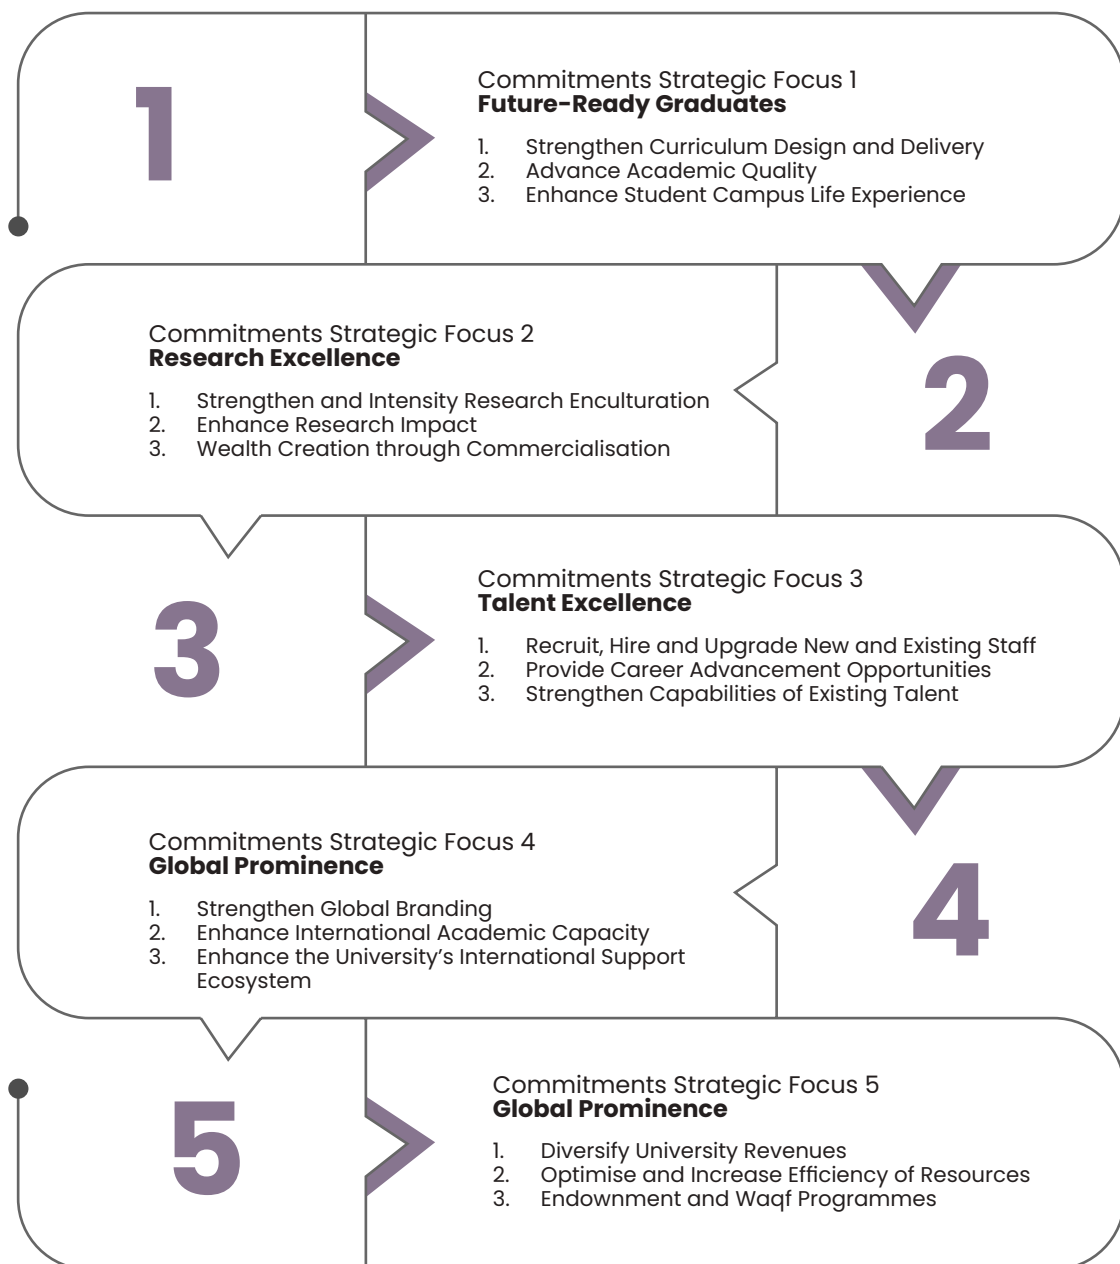 1
Commitments Strategic Focus 1
Future-Ready Graduates
1. Strengthen Curriculum Design and Delivery
2. Advance Academic Quality
3. Enhance Student Campus Life Experience
Commitments Strategic Focus 2
Research Excellence
1. Strengthen and Intensity Research Enculturation
2. Enhance Research Impact
3. Wealth Creation through Commercialisation
2
3
Commitments Strategic Focus 3
Talent Excellence
1. Recruit, Hire and Upgrade New and Existing Staff
2. Provide Career Advancement Opportunities
3. Strengthen Capabilities of Existing Talent
Commitments Strategic Focus 4
Global Prominence
1. Strengthen Global Branding
2. Enhance International Academic Capacity
3. Enhance the University’s International Support
Ecosystem
4
5
Commitments Strategic Focus 5
Global Prominence
1. Diversify University Revenues
2. Optimise and Increase Efficiency of Resources
3. Endownment and Waqf Programmes